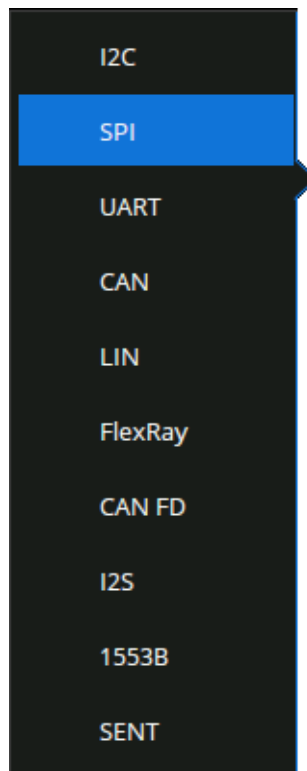 I2C
SPI
UART
CAN
LIN
FlexRay
CAN FD
I2S
1553B
SENT